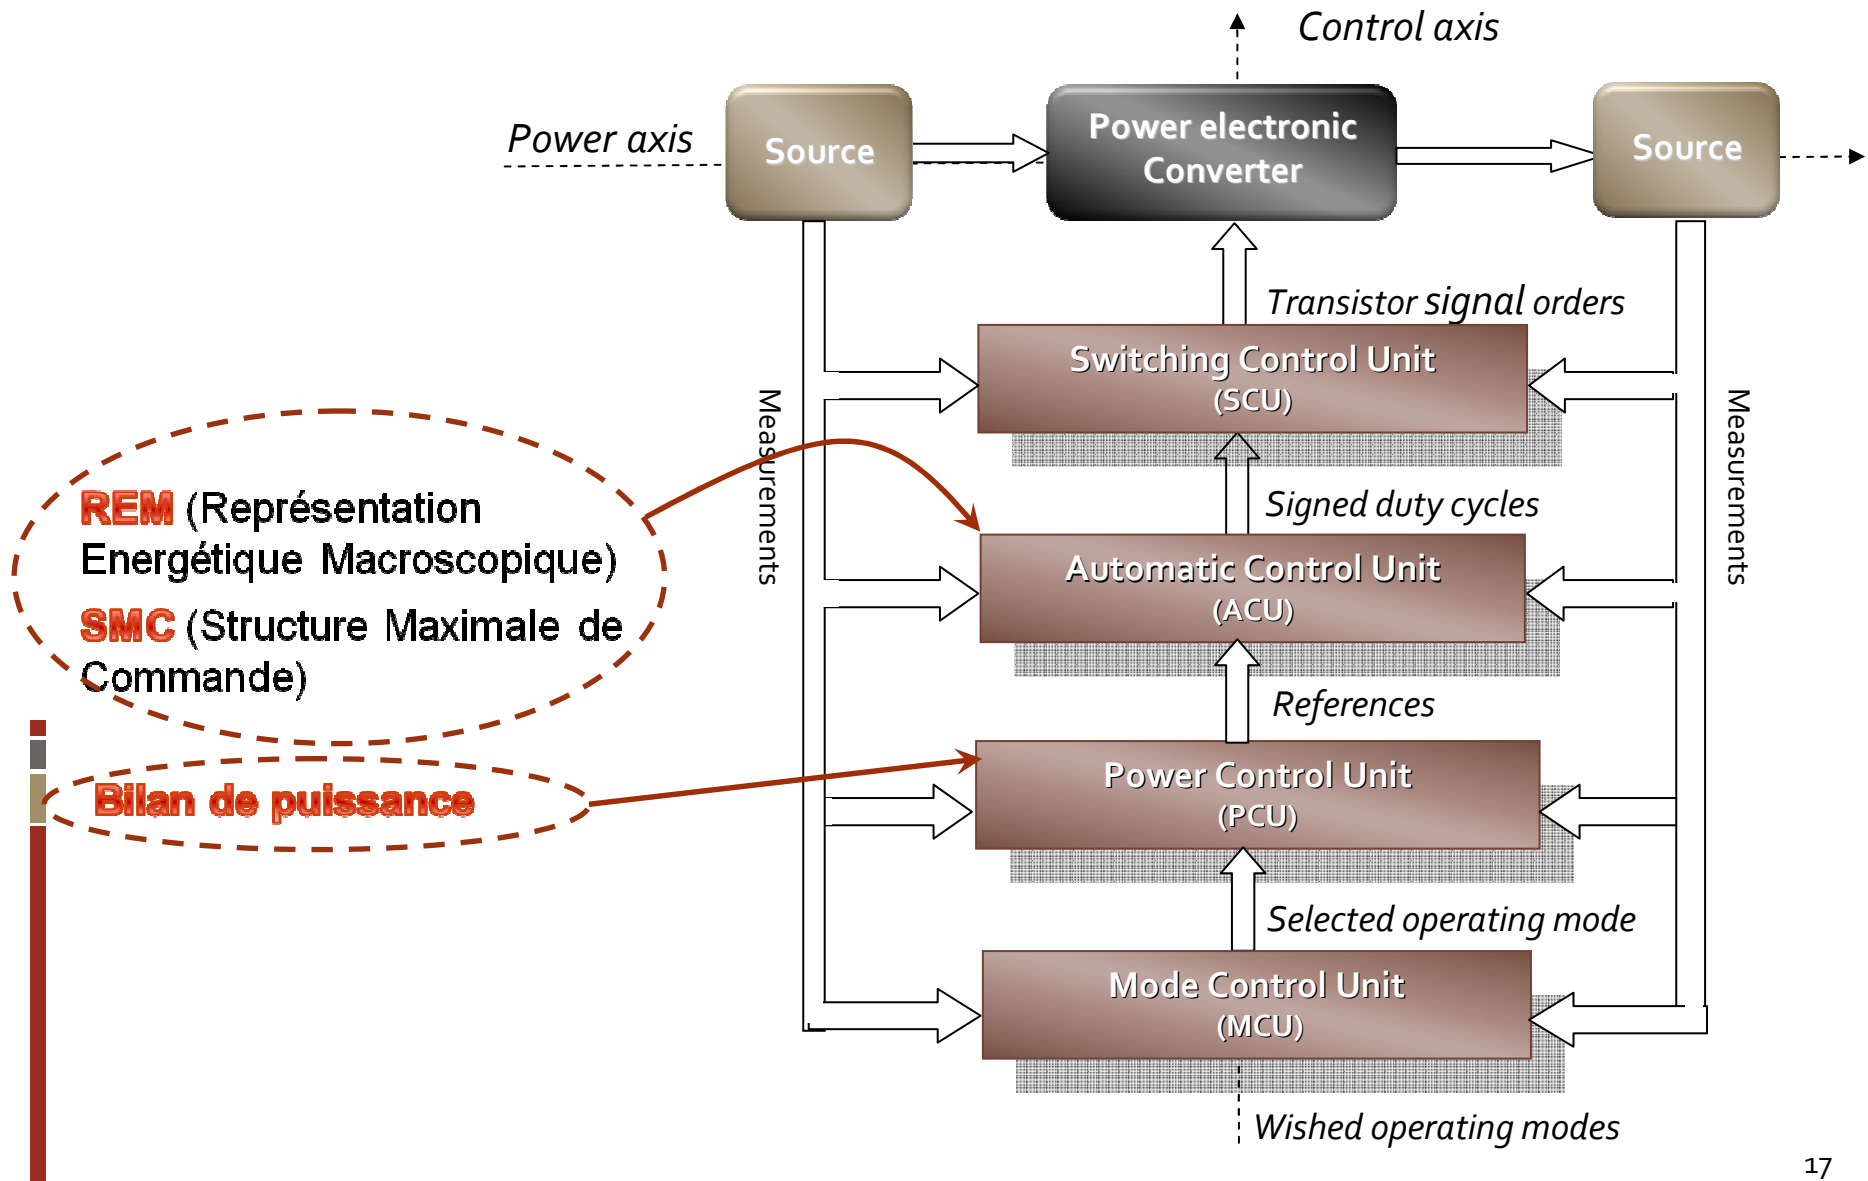 Control axis
Power axis
Source
Power electronic
Converter
Source
Transistor signal orders
Switching Control Unit
(SCU)
Measurements
Measurements
Signed duty cycles
REM (Représentation
Energétique Macroscopique)
SMC (Structure Maximale de
Commande)
Automatic Control Unit
(ACU)
References
Power Control Unit
(PCU)
Bilan de puissance
Selected operating mode
Mode Control Unit
(MCU)
Wished operating modes
17